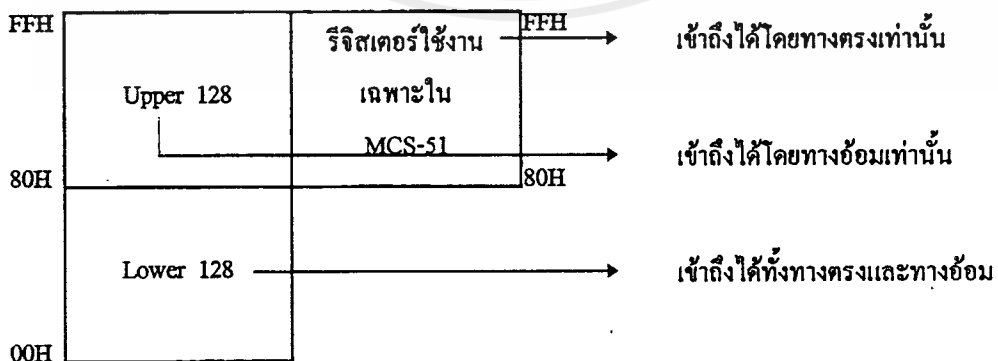 FFH
รีจิสเตอร์ใช้งาน
FFH
เข้าถึงได้โดยทางตรงเท่านั้น
Upper 128
เฉพาะใน
MCS-51
เข้าถึงได้โดยทางอ้อมเท่านั้น
80H
80H
Lower 128
เข้าถึงได้ทั้งทางตรงและทางอ้อม
00H